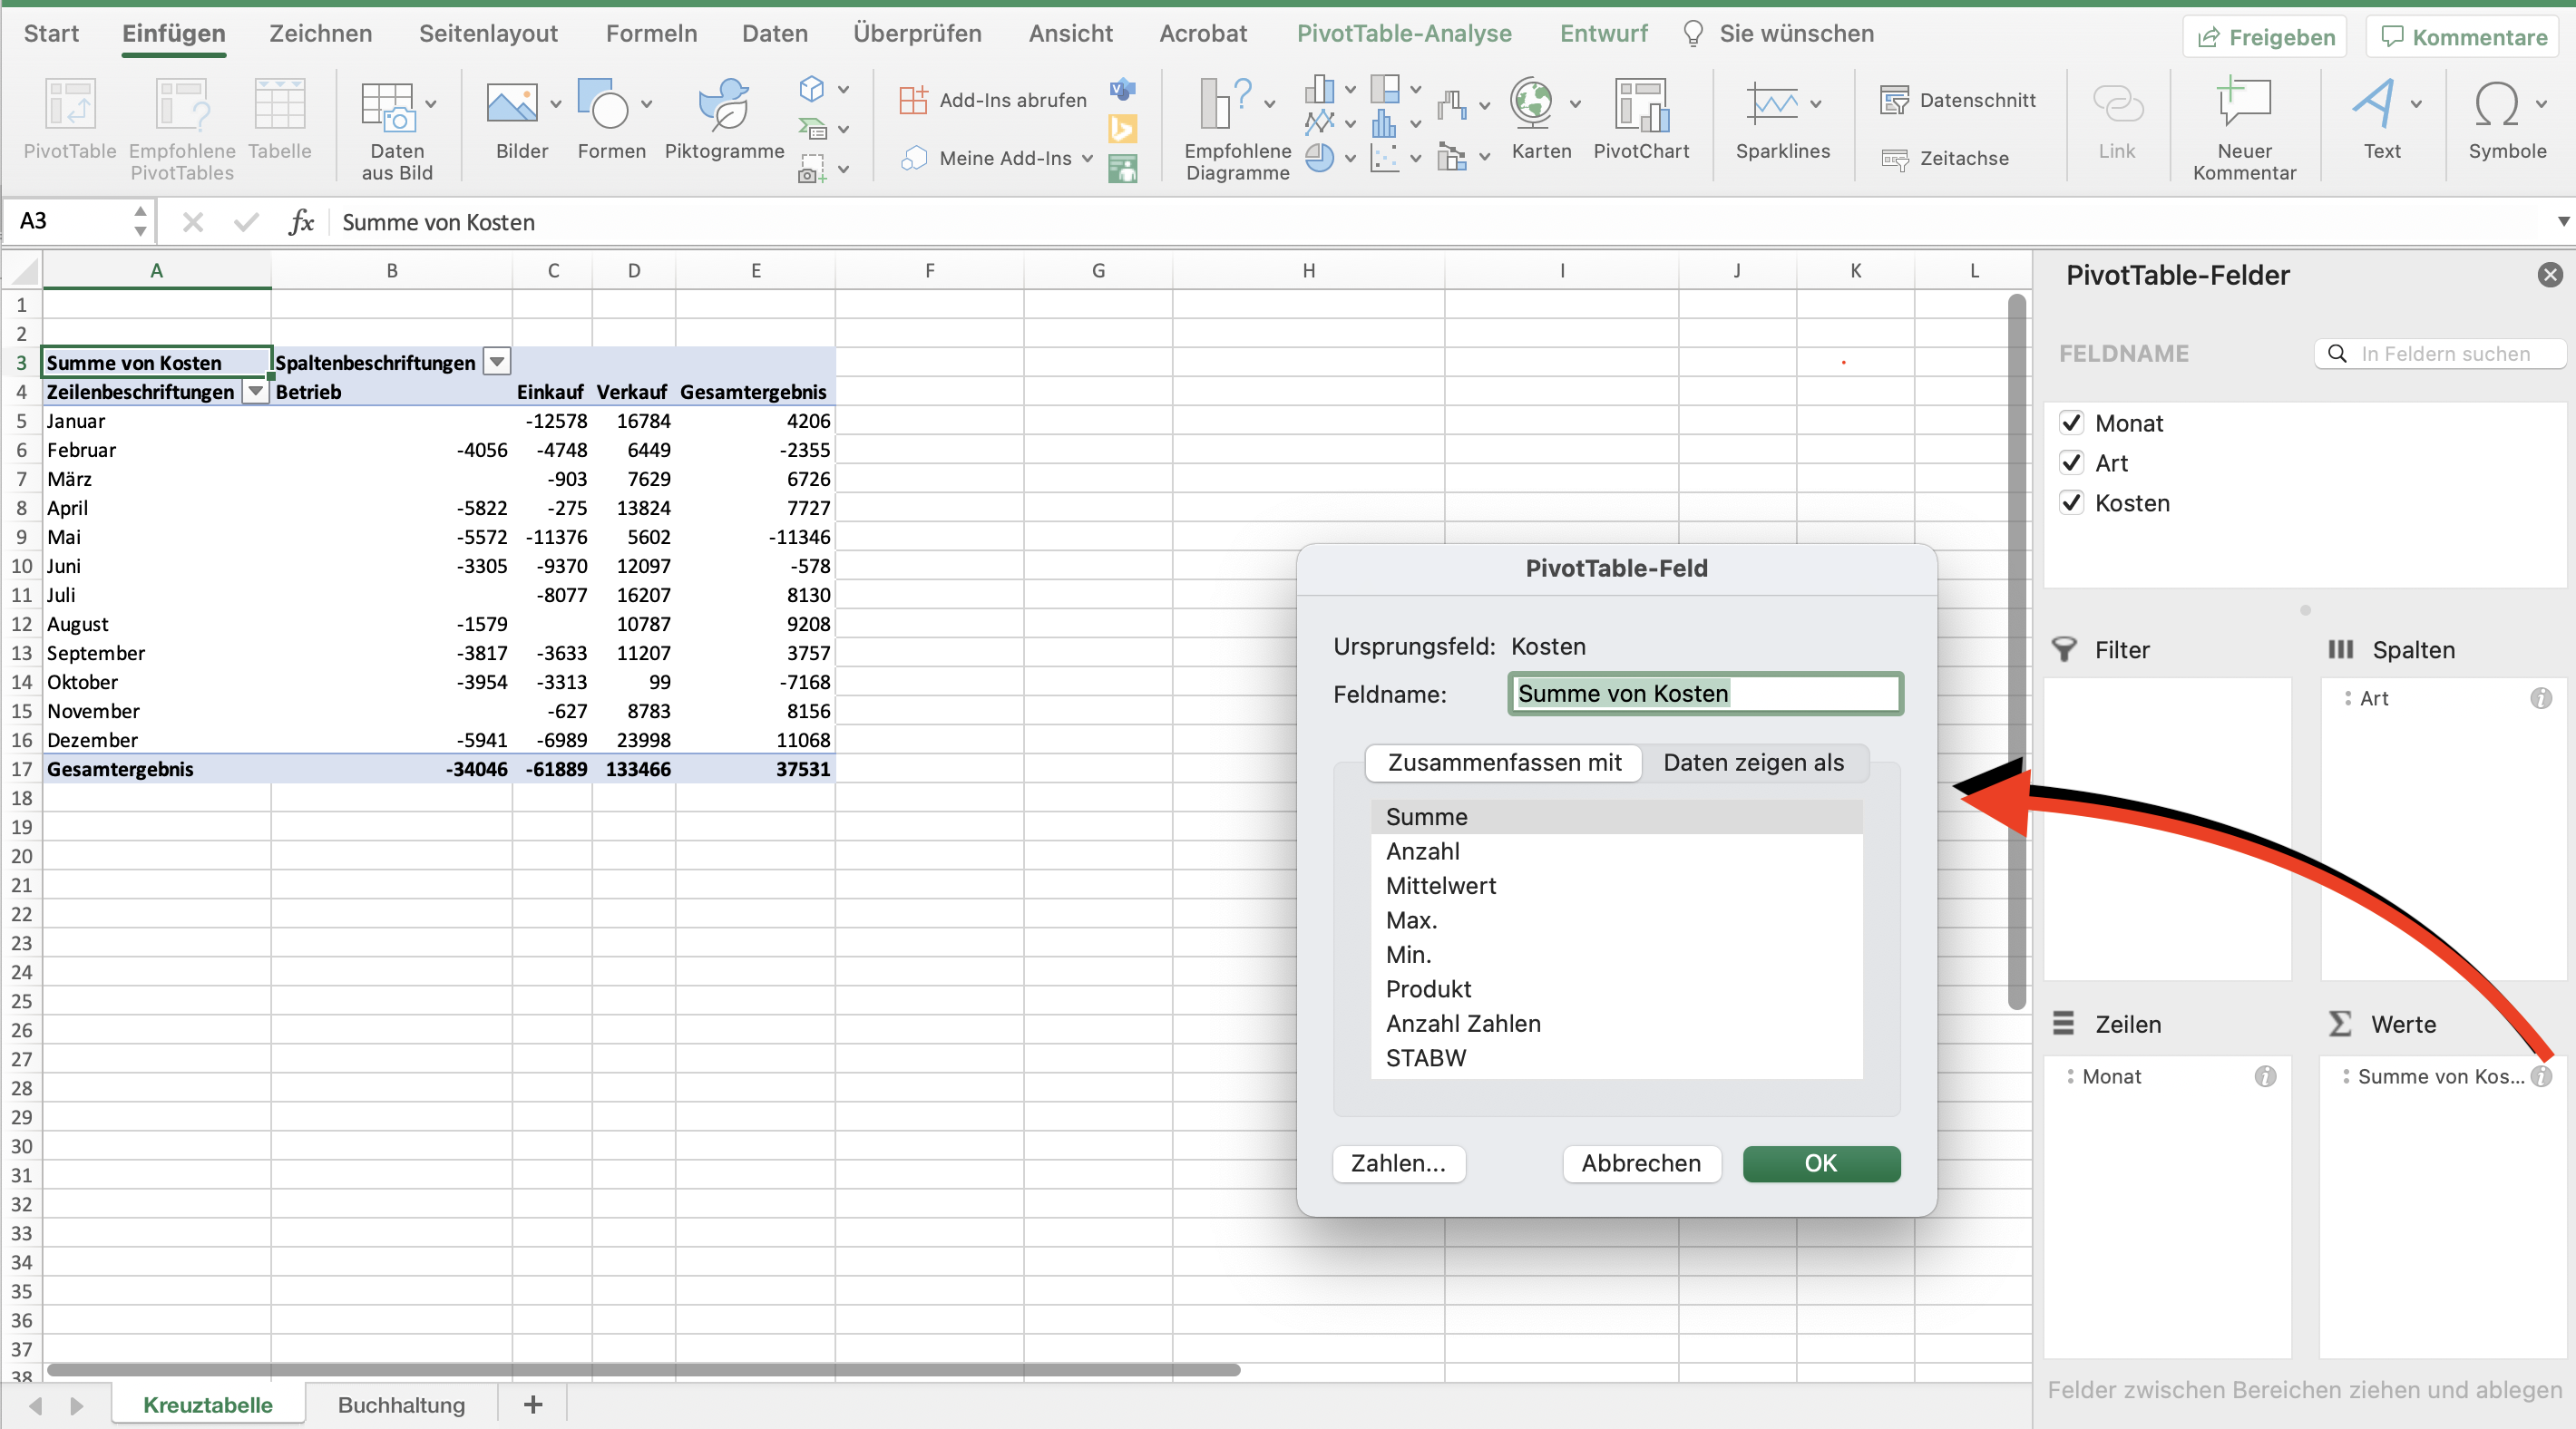 Start Einfügen Zeichnen Seitenlayout Formeln Daten Überprüfen Ansicht Acrobat PivotTable-Analyse Entwurf Sie wünschen Freigeben Kommentare
PivotTable Empfohlene PivotTables Tabelle Daten aus Bild Bilder Formen Piktogramme Add-Ins abrufen Meine Add-Ins Empfohlene Diagramme Karten PivotChart Sparklines Datenschnitt Zeitachse Link Neuer Kommentar Text Symbole
A3 fx Summe von Kosten
A B C D E F G H I J K L
1
2
3 Summe von Kosten Spaltenbeschriftungen
4 Zeilenbeschriftungen Betrieb Einkauf Verkauf Gesamtergebnis
5 Januar -12578 16784 4206
6 Februar -4056 -4748 6449 -2355
7 März -903 7629 6726
8 April -5822 -275 13824 7727
9 Mai -5572 -11376 5602 -11346
10 Juni -3305 -9370 12097 -578
11 Juli -8077 16207 8130
12 August -1579 10787 9208
13 September -3817 -3633 11207 3757
14 Oktober -3954 -3313 99 -7168
15 November -627 8783 8156
16 Dezember -5941 -6989 23998 11068
17 Gesamtergebnis -34046 -61889 133466 37531
18
19
20
21
22
23
24
25
26
27
28
29
30
31
32
33
34
35
36
37
38
Kreuztabelle Buchhaltung +
PivotTable-Feld
Ursprungsfeld: Kosten
Feldname: Summe von Kosten
Zusammenfassen mit Daten zeigen als
Summe
Anzahl
Mittelwert
Max.
Min.
Produkt
Anzahl Zahlen
STABW
Zahlen... Abbrechen OK
PivotTable-Felder
FELDNAME In Feldern suchen
Monat
Art
Kosten
Filter Spalten
Art
Zeilen Werte
Monat Summe von Kos...
Felder zwischen Bereichen ziehen und ablegen